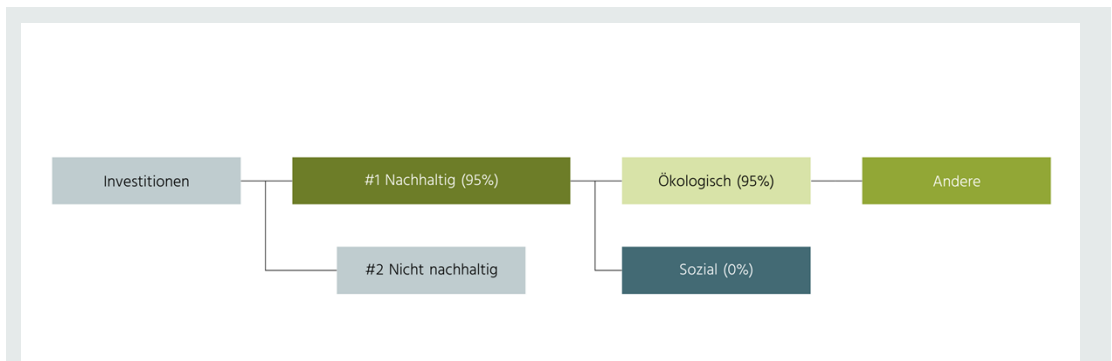 Investitionen
#1 Nachhaltig (95%)
Ökologisch (95%)
Andere
#2 Nicht nachhaltig
Sozial (0%)